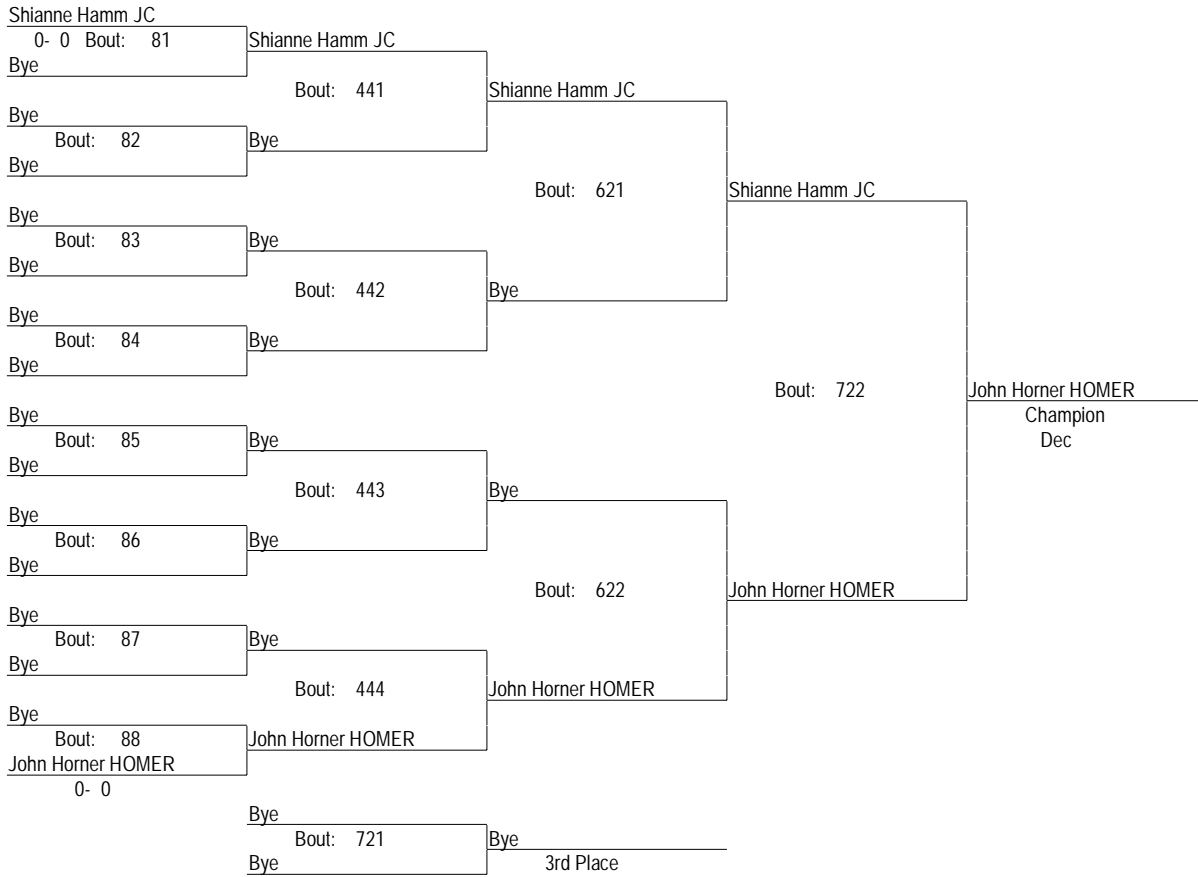 Shianne Hamm JC
0- 0 Bout: 81 Shianne Hamm JC
Bye
Bout: 441 Shianne Hamm JC
Bye
Bout: 82 Bye
Bye
Bout: 621 Shianne Hamm JC
Bye
Bout: 83 Bye
Bye
Bout: 442 Bye
Bye
Bout: 84 Bye
Bye
Bout: 722 John Horner HOMER
Bye Champion
Bout: 85 Bye Dec
Bye
Bout: 443 Bye
Bye
Bout: 86 Bye
Bye
Bout: 622 John Horner HOMER
Bye
Bout: 87 Bye
Bye
Bout: 444 John Horner HOMER
Bye
Bout: 88 John Horner HOMER
John Horner HOMER
0- 0
Bye
Bout: 721 Bye
Bye 3rd Place